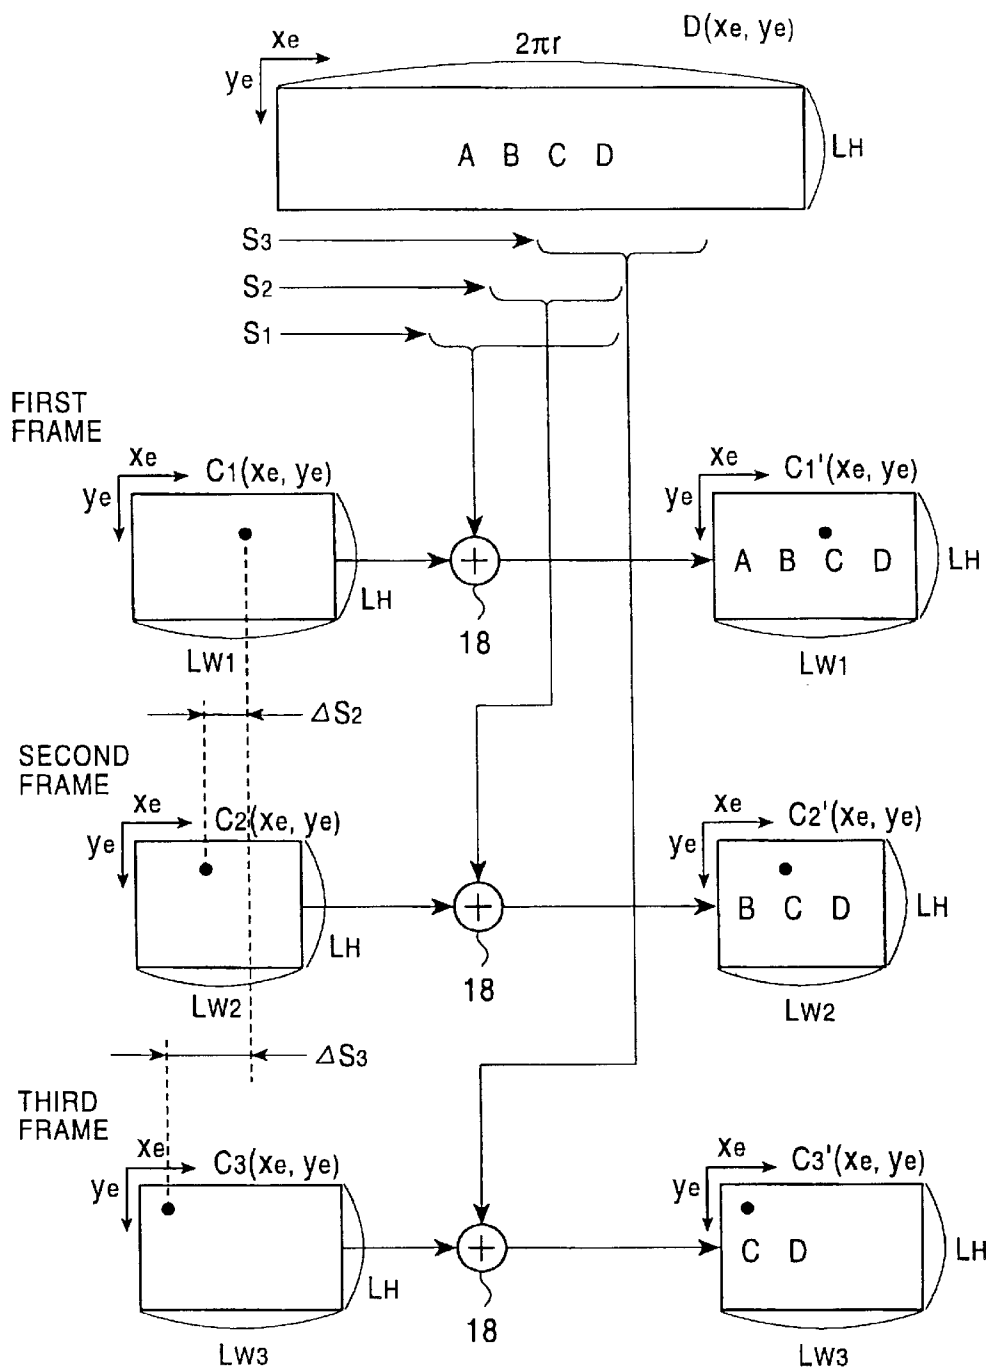 D(xe, ye)
xe
2πr
ye
A B C D
LH
S3
S2
S1
FIRST
FRAME
xe
C1(xe, ye)
ye
LH
LW1
18
xe
C1'(xe, ye)
ye
A B C D
LH
LW1
ΔS2
SECOND
FRAME
xe
C2(xe, ye)
ye
LH
LW2
18
xe
C2'(xe, ye)
ye
B C D
LH
LW2
ΔS3
THIRD
FRAME
xe
C3(xe, ye)
ye
LH
LW3
18
xe
C3'(xe, ye)
ye
C D
LH
LW3